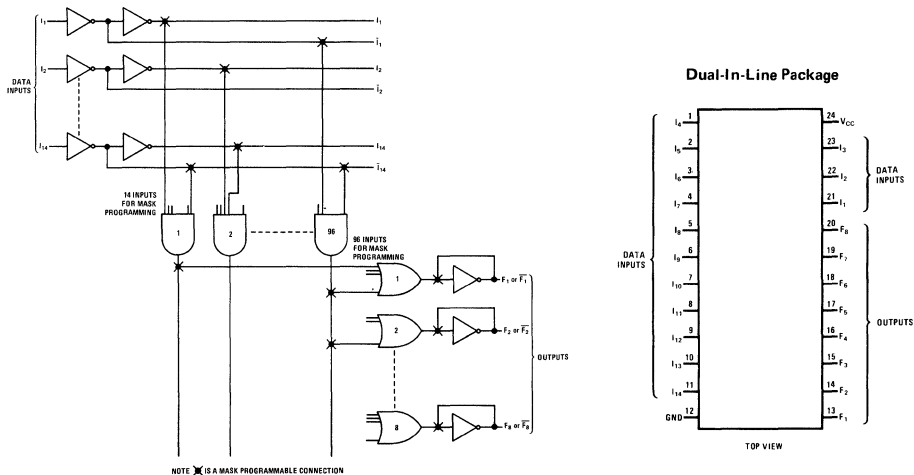 I1
I1
Ī1
I2
I2
Ī2
DATA
INPUTS
I14
I14
Ī14
14 INPUTS
FOR MASK
PROGRAMMING
1
2
96
96 INPUTS
FOR MASK
PROGRAMMING
1
F1 or F̅1
2
F2 or F̅2
OUTPUTS
8
F8 or F̅8
NOTE ※ IS A MASK PROGRAMMABLE CONNECTION
Dual-In-Line Package
I4 1
I5 2
I6 3
I7 4
I8 5
DATA
INPUTS
I9 6
I10 7
I11 8
I12 9
I13 10
I14 11
GND 12
24 VCC
23 I3
22 I2
DATA
INPUTS
21 I1
20 F8
19 F7
18 F6
17 F5
OUTPUTS
16 F4
15 F3
14 F2
13 F1
TOP VIEW